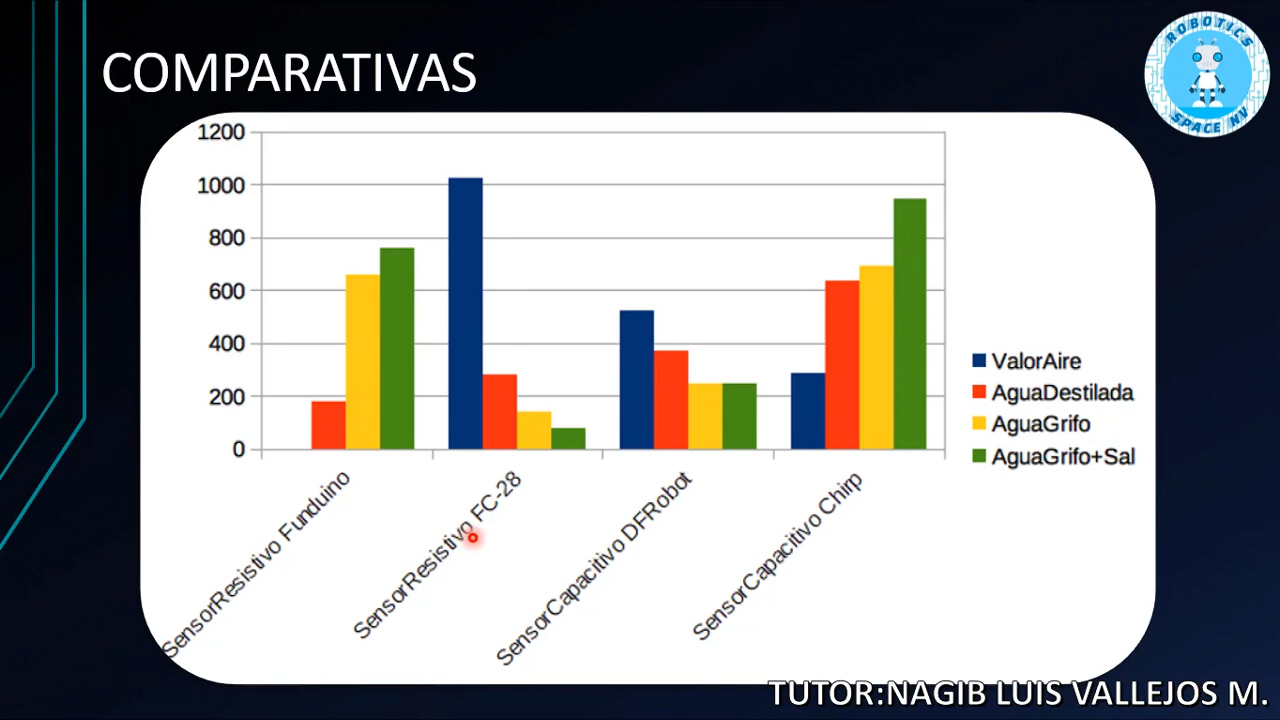 COMPARATIVAS
ROBOTICS
SPACE NV
1200
1000
800
600
400
200
0
ValorAire
AguaDestilada
AguaGrifo
AguaGrifo+Sal
SensorResistivo Funduino
SensorResistivo FC-28
SensorCapacitivo DFRobot
SensorCapacitivo Chirp
TUTOR:NAGIB LUIS VALLEJOS M.